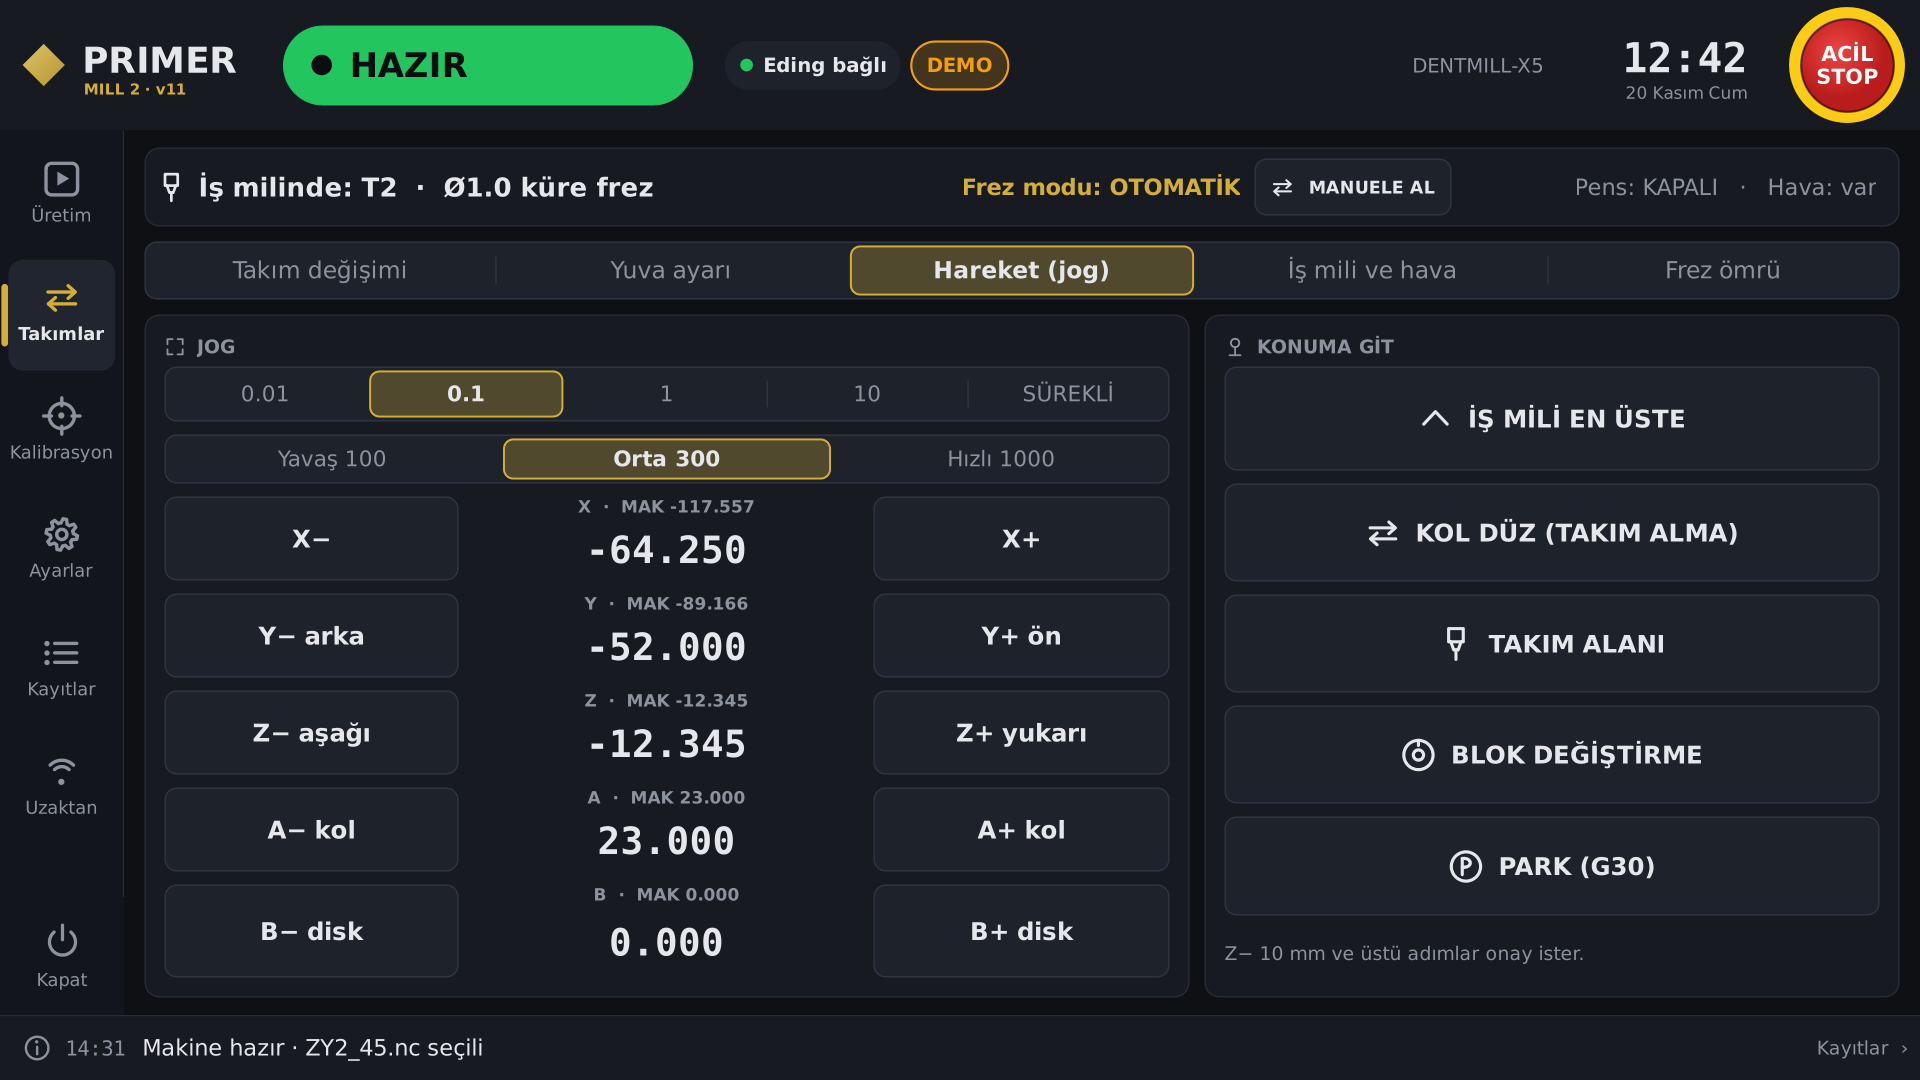 PRIMER
MILL 2 · v11
HAZIR
Eding bağlı
DEMO
DENTMILL-X5
12:42
20 Kasım Cum
ACİL
STOP
Üretim
Takımlar
Kalibrasyon
Ayarlar
Kayıtlar
Uzaktan
Kapat
İş milinde: T2 · Ø1.0 küre frez
Frez modu: OTOMATİK
MANUELE AL
Pens: KAPALI · Hava: var
Takım değişimi
Yuva ayarı
Hareket (jog)
İş mili ve hava
Frez ömrü
JOG
0.01
0.1
1
10
SÜREKLİ
Yavaş 100
Orta 300
Hızlı 1000
X−
X · MAK -117.557
-64.250
X+
Y− arka
Y · MAK -89.166
-52.000
Y+ ön
Z− aşağı
Z · MAK -12.345
-12.345
Z+ yukarı
A− kol
A · MAK 23.000
23.000
A+ kol
B− disk
B · MAK 0.000
0.000
B+ disk
KONUMA GİT
İŞ MİLİ EN ÜSTE
KOL DÜZ (TAKIM ALMA)
TAKIM ALANI
BLOK DEĞİŞTİRME
PARK (G30)
Z− 10 mm ve üstü adımlar onay ister.
14:31 Makine hazır · ZY2_45.nc seçili
Kayıtlar ›